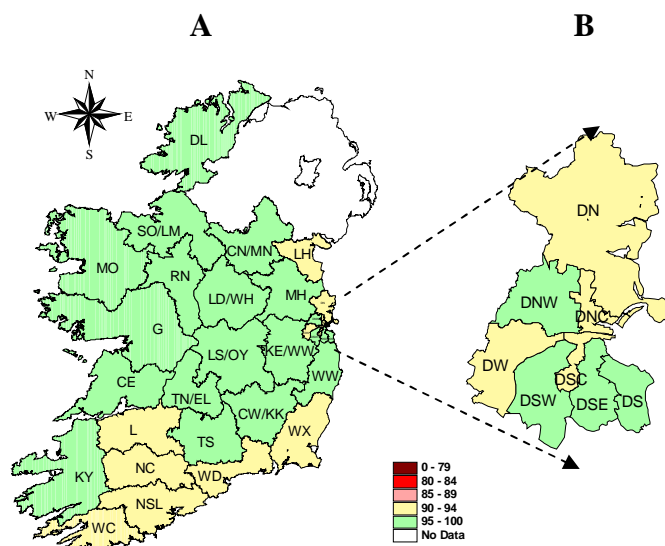 A
B
N
W
E
S
DL
SO/LM
CN/MN
LH
MO
RN
LD/WH
MH
G
LS/OY
KE/WW
WW
CE
TN/EL
CW/KK
L
TS
WX
KY
NC
WD
NSL
WC
DN
DNW
DNC
DW
DSC
DSW
DSE
DS
0 - 79
80 - 84
85 - 89
90 - 94
95 - 100
No Data